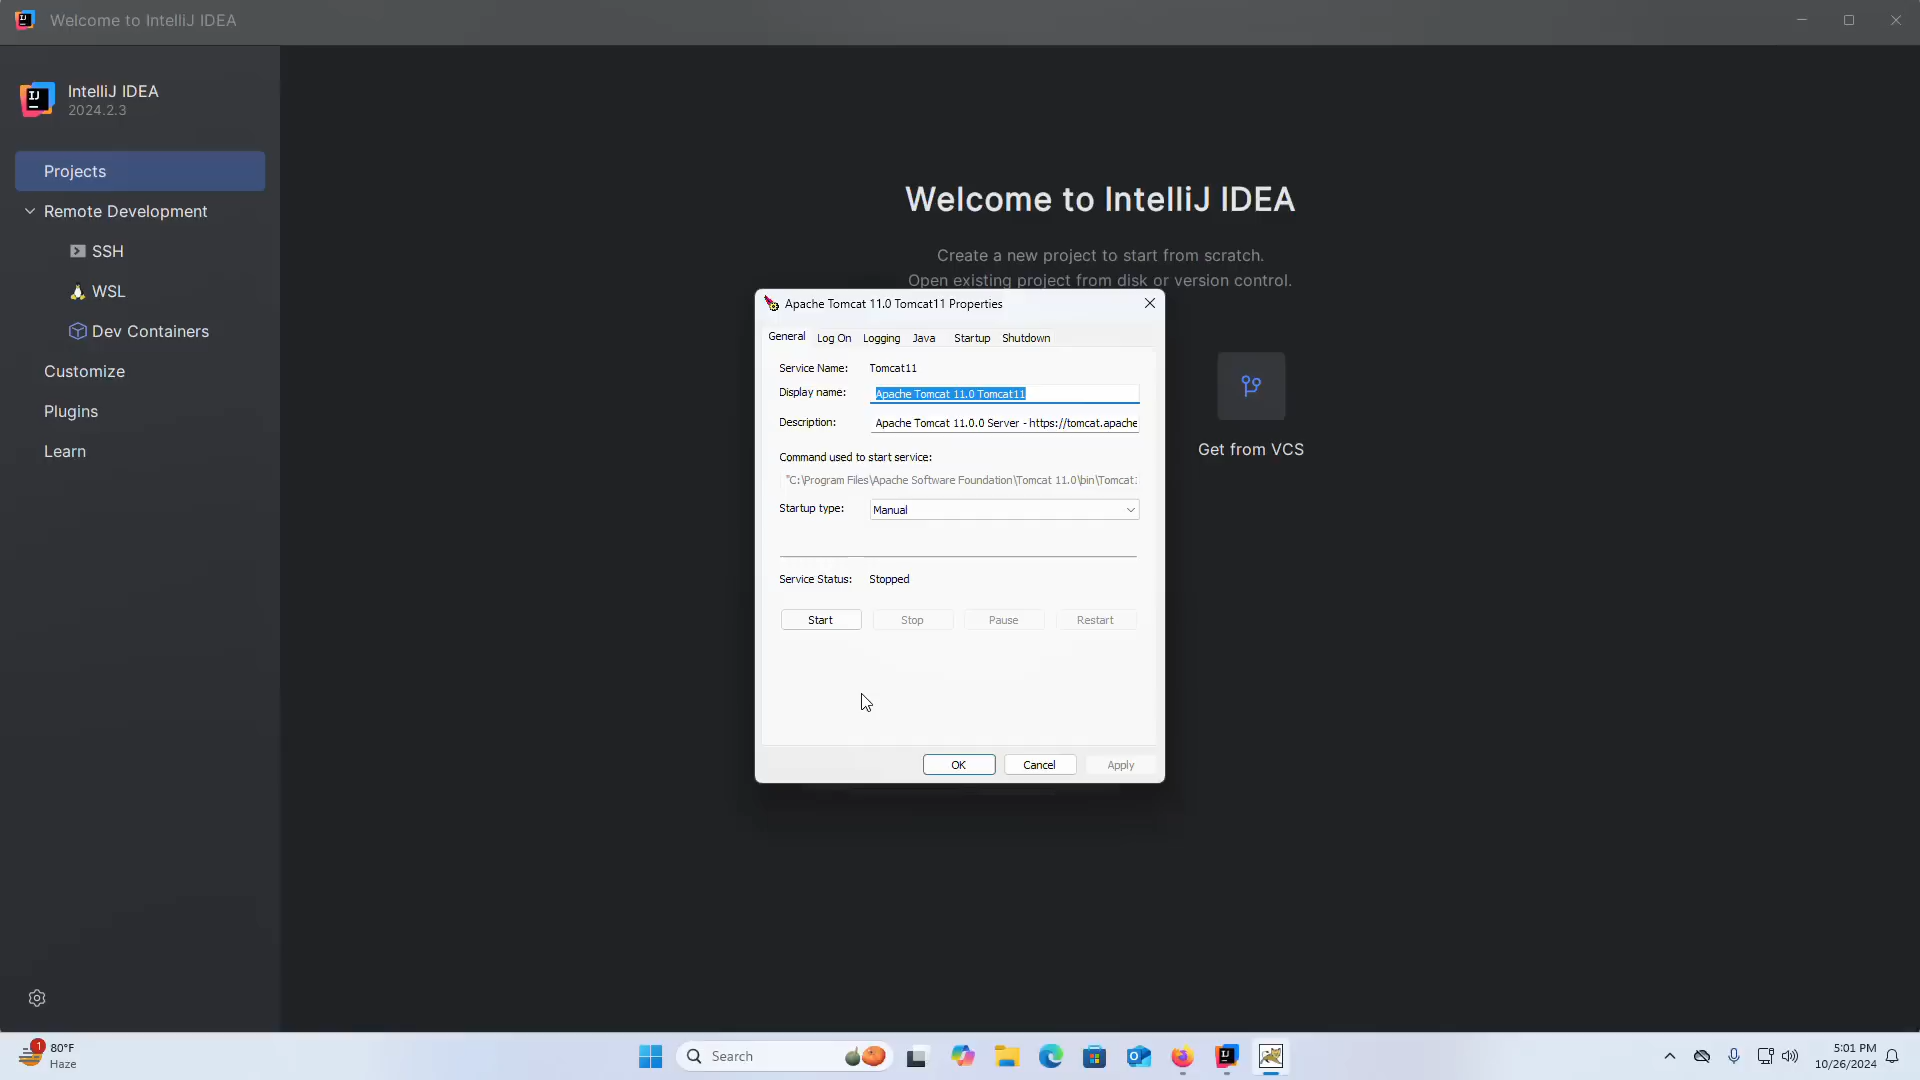 Welcome to IntelliJ IDEA
IntelliJ IDEA
2024.2.3
Projects
Remote Development
SSH
WSL
Dev Containers
Customize
Plugins
Learn
Welcome to IntelliJ IDEA
Create a new project to start from scratch.
Open existing project from disk or version control.
Get from VCS
Apache Tomcat 11.0 Tomcat11 Properties
General Log On Logging Java Startup Shutdown
Service Name: Tomcat11
Display name: Apache Tomcat 11.0 Tomcat11
Description: Apache Tomcat 11.0.0 Server - https://tomcat.apache
Command used to start service:
"C:\Program Files\Apache Software Foundation\Tomcat 11.0\bin\Tomcat
Startup type: Manual
Service Status: Stopped
Start Stop Pause Restart
OK Cancel Apply
1
80°F
Haze
Search
5:01 PM
10/26/2024